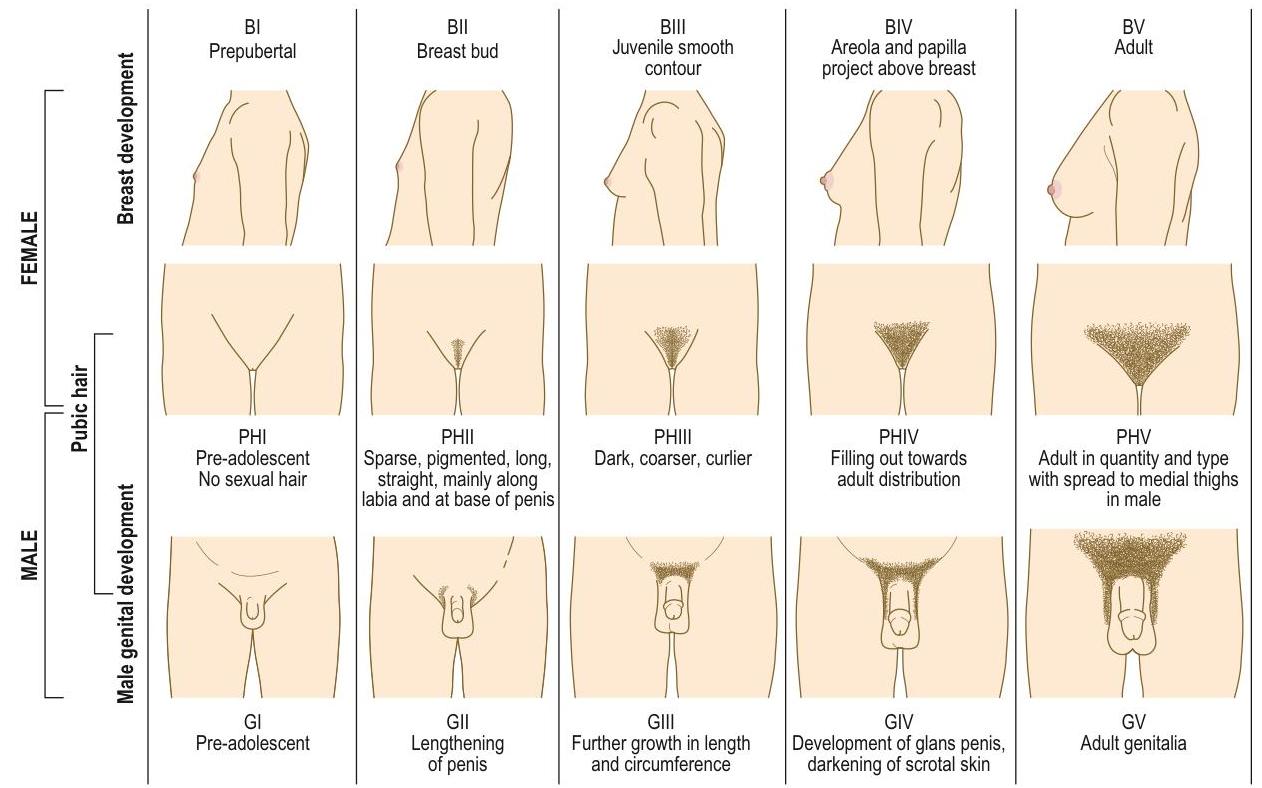 BI
Prepubertal
BII
Breast bud
BIII
Juvenile smooth
contour
BIV
Areola and papilla
project above breast
BV
Adult
Breast development
FEMALE
Pubic hair
PHI
Pre-adolescent
No sexual hair
PHII
Sparse, pigmented, long,
straight, mainly along
labia and at base of penis
PHIII
Dark, coarser, curlier
PHIV
Filling out towards
adult distribution
PHV
Adult in quantity and type
with spread to medial thighs
in male
MALE
Male genital development
GI
Pre-adolescent
GII
Lengthening
of penis
GIII
Further growth in length
and circumference
GIV
Development of glans penis,
darkening of scrotal skin
GV
Adult genitalia